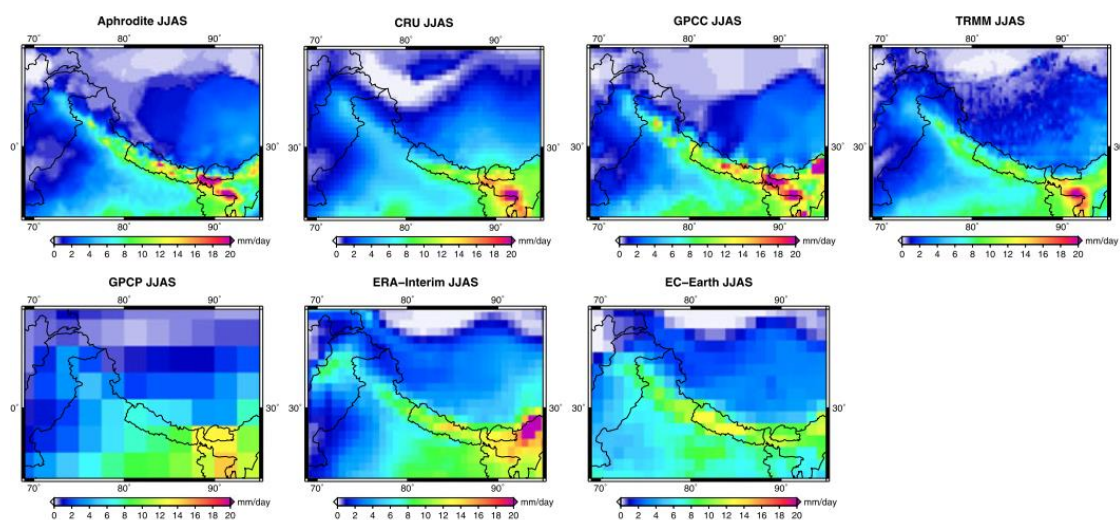 Aphrodite JJAS
CRU JJAS
GPCC JJAS
TRMM JJAS
70˚ 80˚ 90˚
70˚ 80˚ 90˚
70˚ 80˚ 90˚
70˚ 80˚ 90˚
0˚ 30˚ 30˚ 30˚
70˚ 80˚ 90˚
70˚ 80˚ 90˚
70˚ 80˚ 90˚
70˚ 80˚ 90˚
mm/day
mm/day
mm/day
mm/day
0 2 4 6 8 10 12 14 16 18 20
0 2 4 6 8 10 12 14 16 18 20
0 2 4 6 8 10 12 14 16 18 20
0 2 4 6 8 10 12 14 16 18 20
GPCP JJAS
ERA−Interim JJAS
EC−Earth JJAS
70˚ 80˚ 90˚
70˚ 80˚ 90˚
70˚ 80˚ 90˚
0˚ 30˚ 30˚
70˚ 80˚ 90˚
70˚ 80˚ 90˚
70˚ 80˚ 90˚
mm/day
mm/day
mm/day
0 2 4 6 8 10 12 14 16 18 20
0 2 4 6 8 10 12 14 16 18 20
0 2 4 6 8 10 12 14 16 18 20